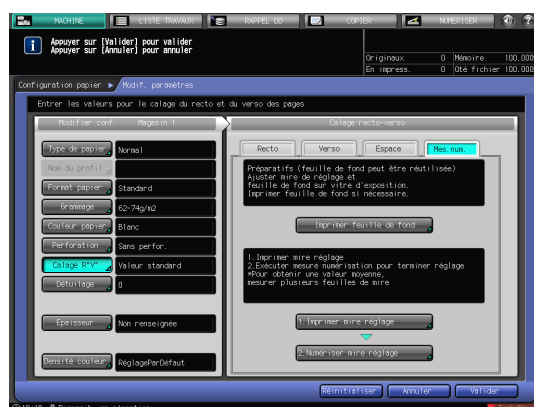 MACHINE
LISTE TRAVAUX
RAPPEL DD
COPIER
NUMERISER
Appuyer sur [Valider] pour valider
Appuyer sur [Annuler] pour annuler
Originaux 0 Mémoire 100.000
En impress. 0 Qté fichier 100.000
Configuration papier Modif. paramètres
Entrer les valeurs pour le calage du recto et du verso des pages
Modifier conf. Magasin 1
Type de papier Normal
Nom du profil
Format papier Standard
Grammage 62-74g/m2
Couleur papier Blanc
Perforation Sans perfor.
Calage R°V° Valeur standard
Détuilage 0
Epaisseur Non renseignée
Densité couleur RéglageParDéfaut
Calage recto-verso
Recto Verso Espace Mes.num.
Préparatifs (feuille de fond peut être réutilisée)
Ajuster mire de réglage et
feuille de fond sur vitre d'exposition.
Imprimer feuille de fond si nécessaire.
Imprimer feuille de fond
1.Imprimer mire réglage
2.Exécuter mesure numérisation pour terminer réglage
*Pour obtenir une valeur moyenne,
mesurer plusieurs feuilles de mire
1.Imprimer mire réglage
2.Numériser mire réglage
Réinitialiser Annuler Valider